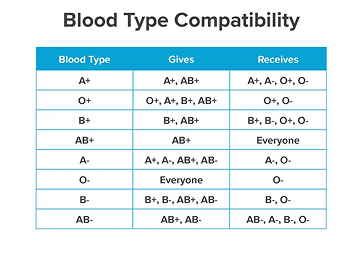 Blood Type Compatibility
Blood Type Gives Receives
A+ A+, AB+ A+, A-, O+, O-
O+ O+, A+, B+, AB+ O+, O-
B+ B+, AB+ B+, B-, O+, O-
AB+ AB+ Everyone
A- A+, A-, AB+, AB- A-, O-
O- Everyone O-
B- B+, B-, AB+, AB- B-, O-
AB- AB+, AB- AB-, A-, B-, O-